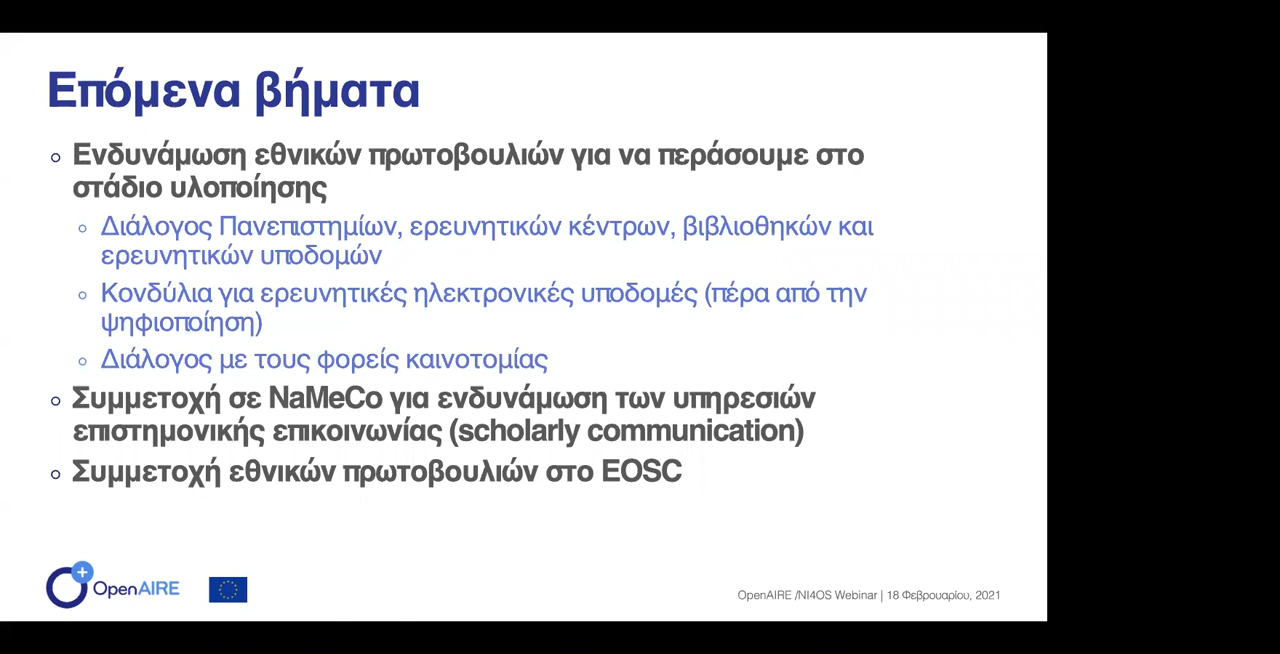 Επόμενα βήματα
Ενδυνάμωση εθνικών πρωτοβουλιών για να περάσουμε στο
στάδιο υλοποίησης
Διάλογος Πανεπιστημίων, ερευνητικών κέντρων, βιβλιοθηκών και
ερευνητικών υποδομών
Κονδύλια για ερευνητικές ηλεκτρονικές υποδομές (πέρα από την
ψηφιοποίηση)
Διάλογος με τους φορείς καινοτομίας
Συμμετοχή σε NaMeCo για ενδυνάμωση των υπηρεσιών
επιστημονικής επικοινωνίας (scholarly communication)
Συμμετοχή εθνικών πρωτοβουλιών στο EOSC
OpenAIRE
OpenAIRE /NI4OS Webinar | 18 Φεβρουαρίου, 2021